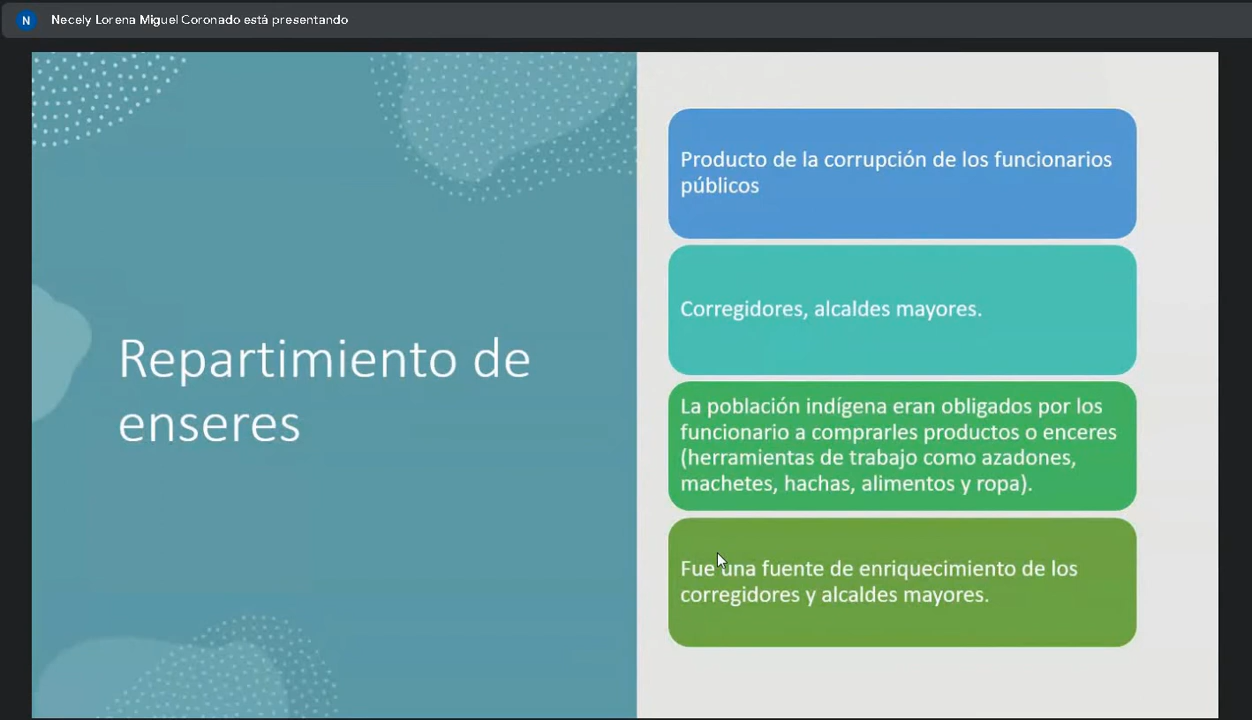 N Necely Lorena Miguel Coronado está presentando
Repartimiento de
enseres
Producto de la corrupción de los funcionarios
públicos
Corregidores, alcaldes mayores.
La población indígena eran obligados por los
funcionario a comprarles productos o enceres
(herramientas de trabajo como azadones,
machetes, hachas, alimentos y ropa).
Fue una fuente de enriquecimiento de los
corregidores y alcaldes mayores.